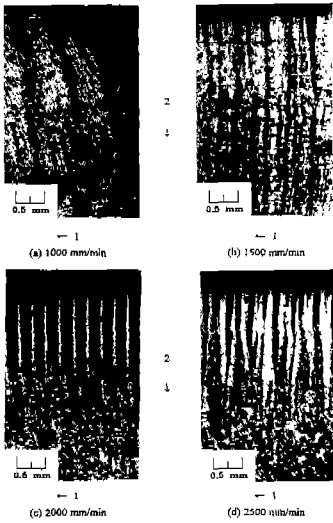 2
0.5 mm
0.5 mm
← 1
← 1
(a) 1000 mm/min
(b) 1500 mm/min
2
0.5 mm
0.5 mm
← 1
← 1
(c) 2000 mm/min
(d) 2500 mm/min